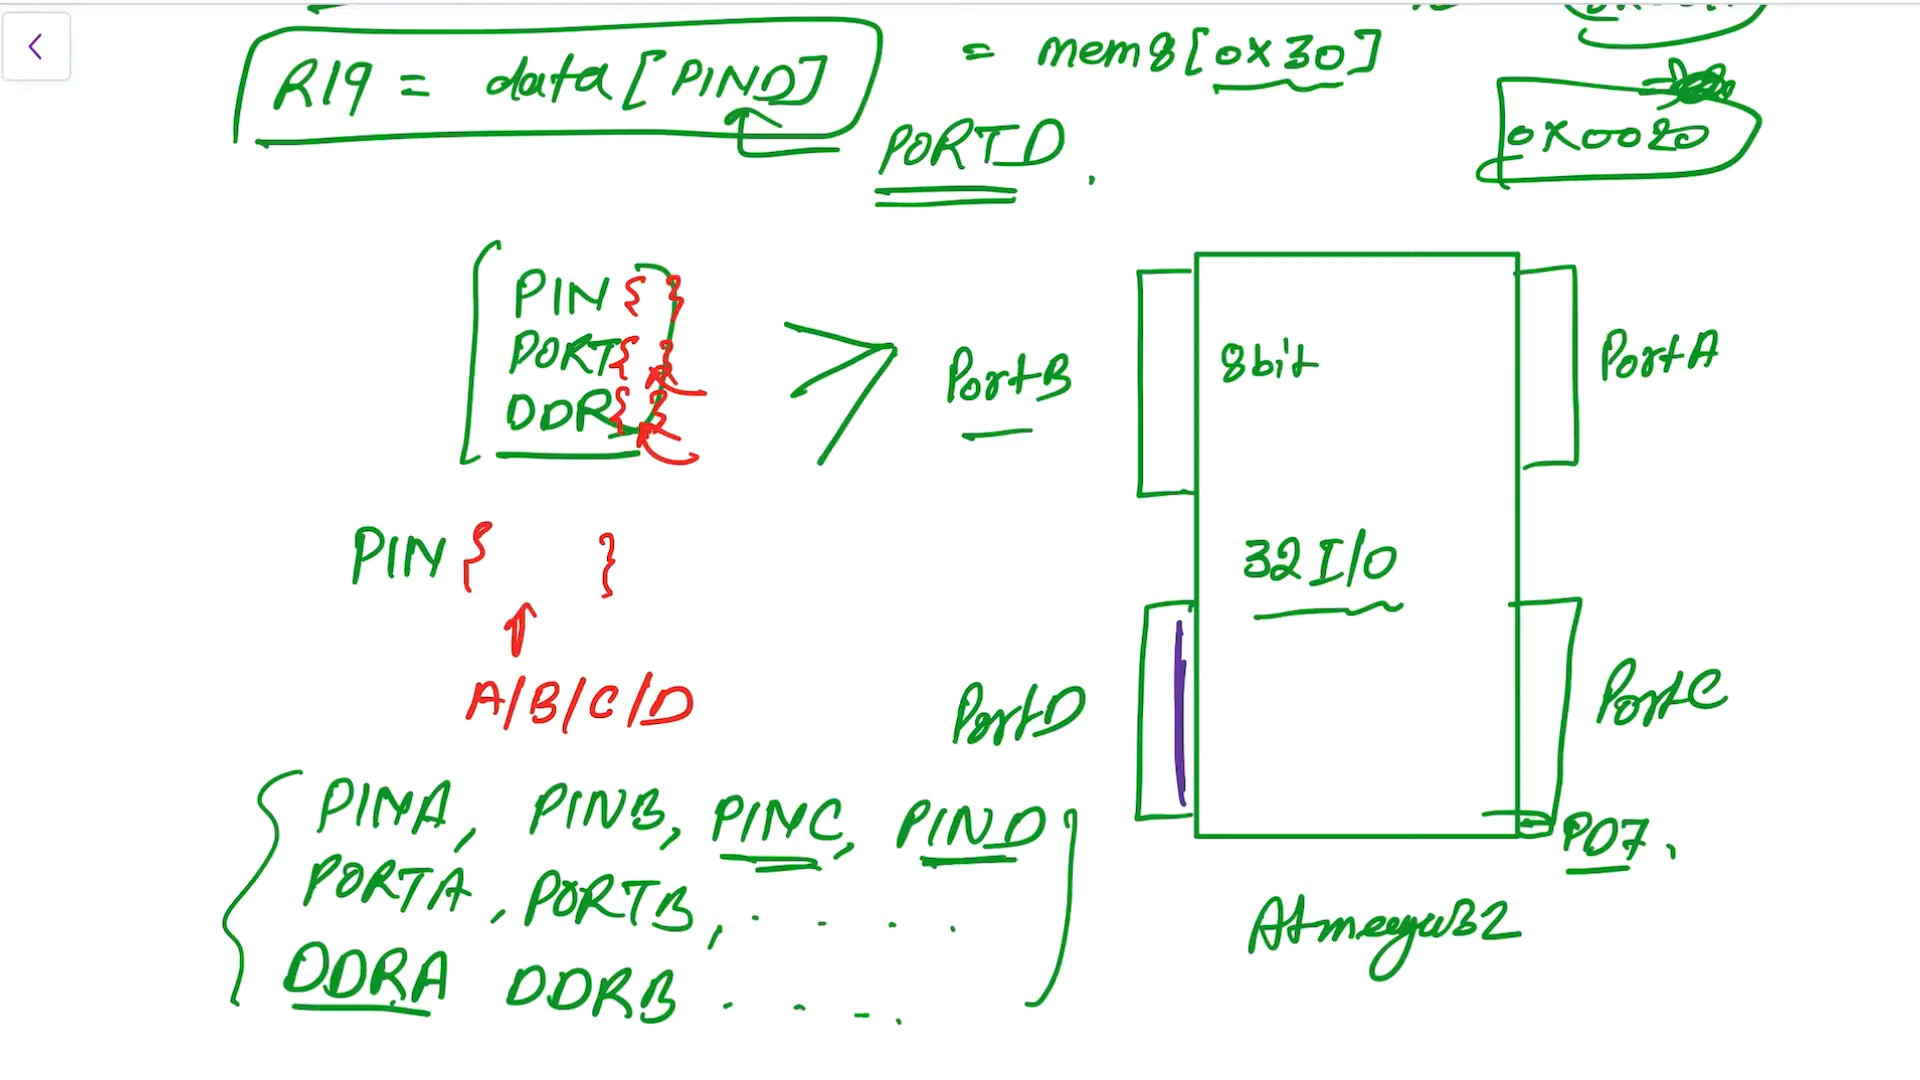 R19 = data[PIND] = mem8[0x30]
0x0020
PORTD.
PIN{ }
PORT{ }
DDR{ }
PortB
8bit
PortA
PIN{ }
32 I/O
A/B/C/D
PortD
PortC
PINA, PINB, PINC, PIND
PD7,
PORTA, PORTB, . . . .
Atmega32
DDRA DDRB . . - .